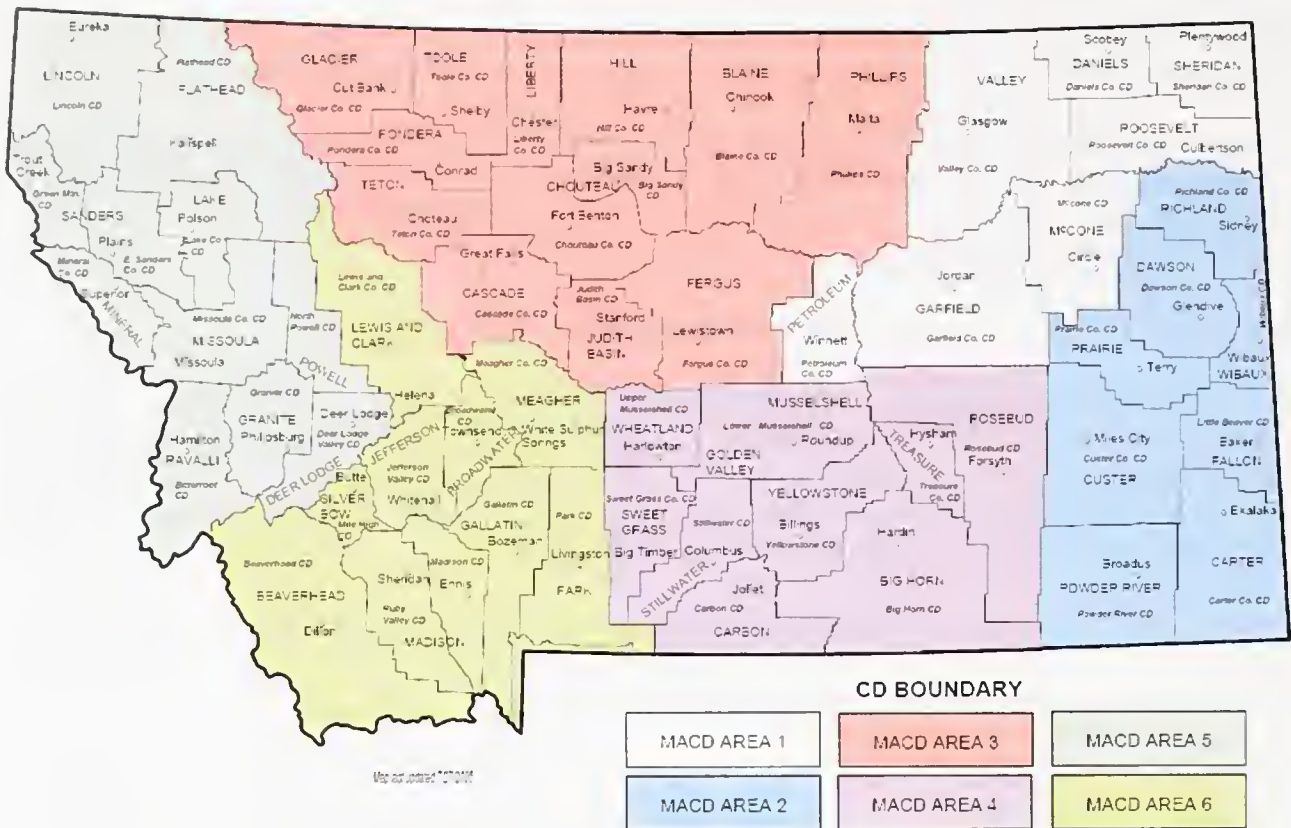 Eureka
LINCOLN
Lincoln CD
Flathead CD
FLATHEAD
Kalispell
Trout
Creek
Green Mtn.
CD
SANDERS
Plains
E. Sanders
Co. CD
LAKE
Polson
Lake Co.
CD
Mineral
Co. CD
Superior
MINERAL
Missoula Co. CD
MISSOULA
Missoula
North
Powell CD
POWELL
Granite CD
GRANITE
Philipsburg
Deer Lodge
Deer Lodge
Valley CD
DEER LODGE
Hamilton
RAVALLI
Bitterroot
CD
GLACIER
Cut Bank
Glacier Co. CD
TOOLE
Toole Co. CD
Shelby
LIBERTY
Chester
Liberty
Co. CD
HILL
Havre
Hill Co. CD
BLAINE
Chinook
Blaine Co. CD
PHILLIPS
Malta
Phillips CD
PONDERA
Pondera Co. CD
Conrad
TETON
Choteau
Teton Co. CD
Big Sandy
Big Sandy
CD
CHOUTEAU
Fort Benton
Chouteau Co. CD
Great Falls
CASCADE
Cascade Co. CD
Judith
Basin CD
Stanford
JUDITH
BASIN
FERGUS
Lewistown
Fergus Co. CD
VALLEY
Glasgow
Valley Co. CD
Scobey
DANIELS
Daniels Co. CD
Plentywood
SHERIDAN
Sheridan Co. CD
ROOSEVELT
Roosevelt Co. CD
Culbertson
McCone CD
McCONE
Circle
Jordan
GARFIELD
Garfield Co. CD
PETROLEUM
Winnett
Petroleum
Co. CD
Richland Co. CD
RICHLAND
Sidney
DAWSON
Dawson Co. CD
Glendive
Prairie Co. CD
PRAIRIE
Terry
Wibaux CD
Wibaux
WIBAUX
Little Beaver CD
Baker
FALLON
Miles City
Custer Co. CD
CUSTER
Ekalaka
CARTER
Carter Co. CD
Broadus
POWDER RIVER
Powder River CD
Lewis and
Clark Co. CD
LEWIS AND
CLARK
Helena
Meagher Co. CD
MEAGHER
White Sulphur
Springs
Broadwater
CD
Townsend
BROADWATER
JEFFERSON
Jefferson
Valley CD
Whitehall
Butte
SILVER
BOW
Mile High
CD
Gallatin CD
GALLATIN
Bozeman
Park CD
Livingston
PARK
Beaverhead CD
BEAVERHEAD
Dillon
Sheridan
Ruby
Valley CD
Madison CD
Ennis
MADISON
Upper
Musselshell CD
WHEATLAND
Harlowton
MUSSELSHELL
Lower Musselshell CD
Roundup
GOLDEN
VALLEY
Sweet Grass Co. CD
SWEET
GRASS
Big Timber
Stillwater CD
Columbus
STILLWATER
YELLOWSTONE
Billings
Yellowstone CD
Joliet
Carbon CD
CARBON
TREASURE
Hysham
Treasure
Co. CD
ROSEBUD
Rosebud CD
Forsyth
Hardin
BIG HORN
Big Horn CD
CD BOUNDARY
MACD AREA 1
MACD AREA 3
MACD AREA 5
MACD AREA 2
MACD AREA 4
MACD AREA 6
Map last updated